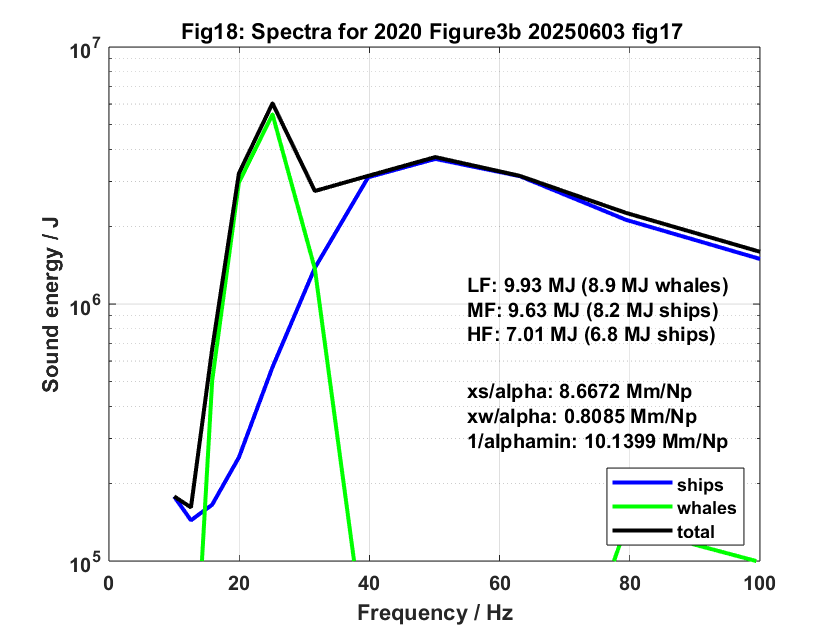 Fig18: Spectra for 2020 Figure3b 20250603 fig17
10^7
10^6
10^5
Sound energy / J
LF: 9.93 MJ (8.9 MJ whales)
MF: 9.63 MJ (8.2 MJ ships)
HF: 7.01 MJ (6.8 MJ ships)
xs/alpha: 8.6672 Mm/Np
xw/alpha: 0.8085 Mm/Np
1/alphamin: 10.1399 Mm/Np
ships
whales
total
0 20 40 60 80 100
Frequency / Hz